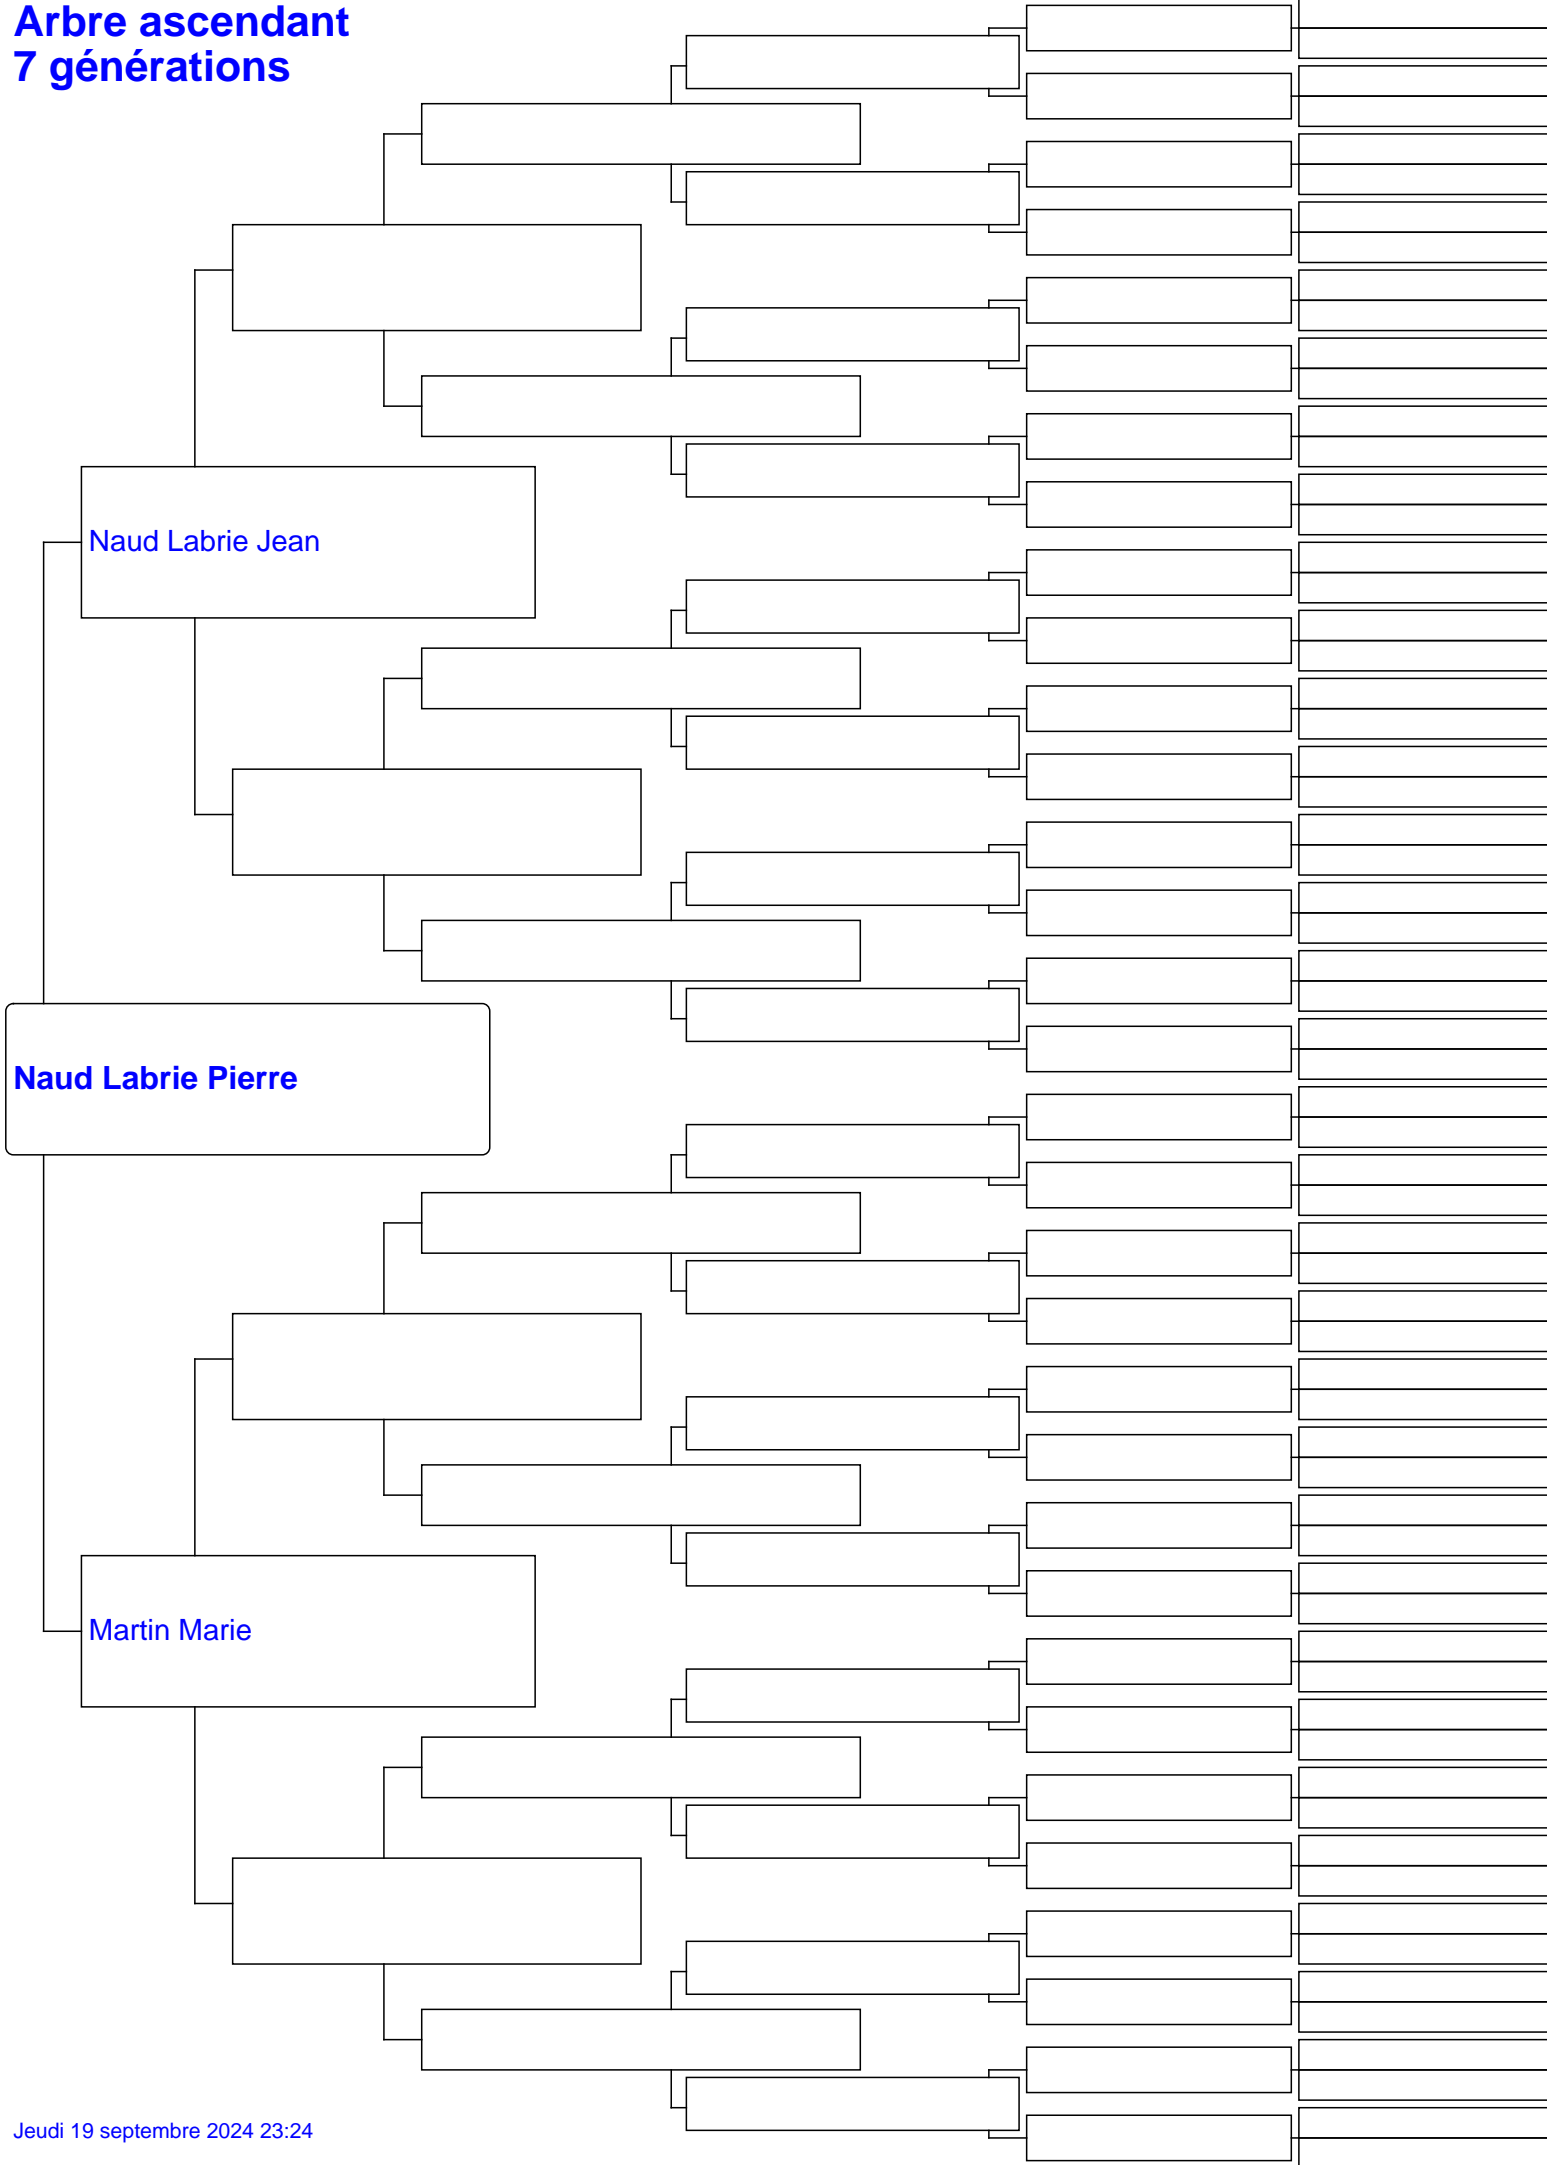 Arbre ascendant
7 générations
Naud Labrie Jean
Naud Labrie Pierre
Martin Marie
Jeudi 19 septembre 2024 23:24